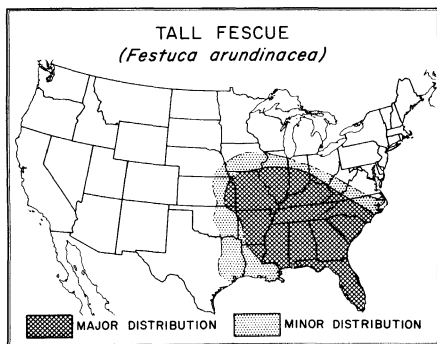 TALL FESCUE
(Festuca arundinacea)
MAJOR DISTRIBUTION
MINOR DISTRIBUTION